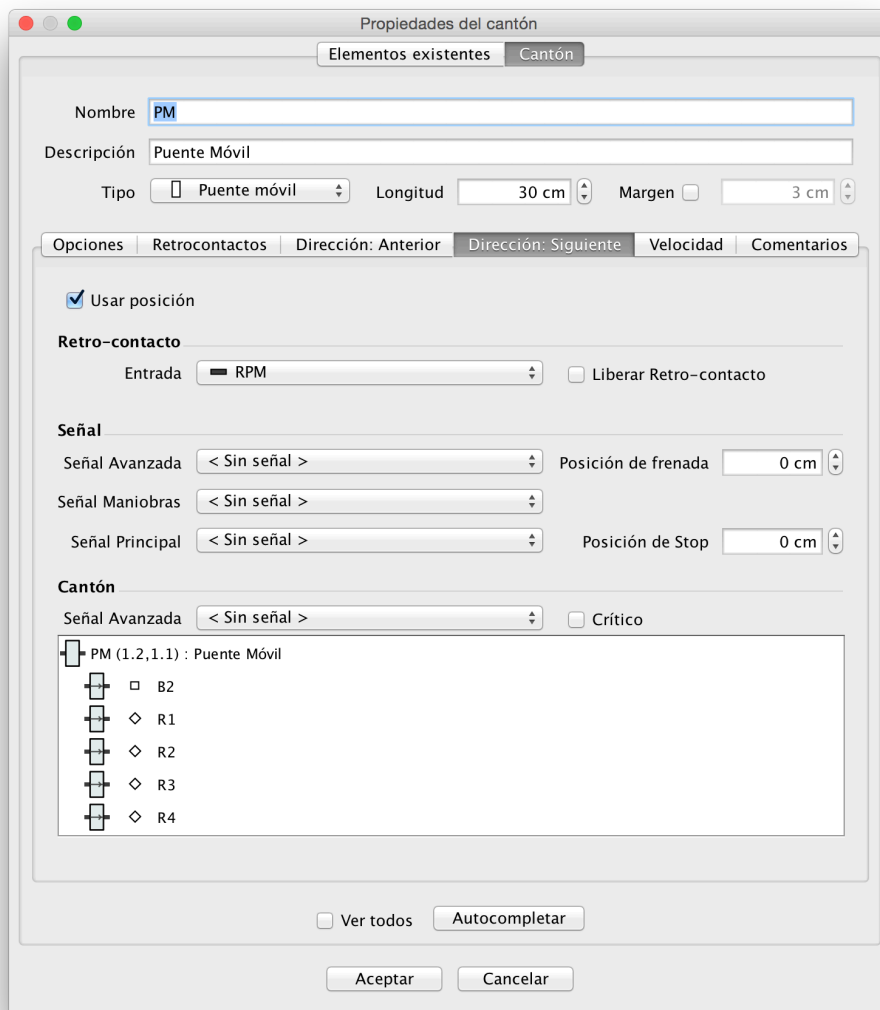 Propiedades del cantón
Elementos existentes Cantón
Nombre PM
Descripción Puente Móvil
Tipo Puente móvil Longitud 30 cm Margen 3 cm
Opciones Retrocontactos Dirección: Anterior Dirección: Siguiente Velocidad Comentarios
Usar posición
Retro-contacto
Entrada RPM Liberar Retro-contacto
Señal
Señal Avanzada < Sin señal > Posición de frenada 0 cm
Señal Maniobras < Sin señal >
Señal Principal < Sin señal > Posición de Stop 0 cm
Cantón
Señal Avanzada < Sin señal > Crítico
PM (1.2,1.1) : Puente Móvil
B2
R1
R2
R3
R4
Ver todos Autocompletar
Aceptar Cancelar